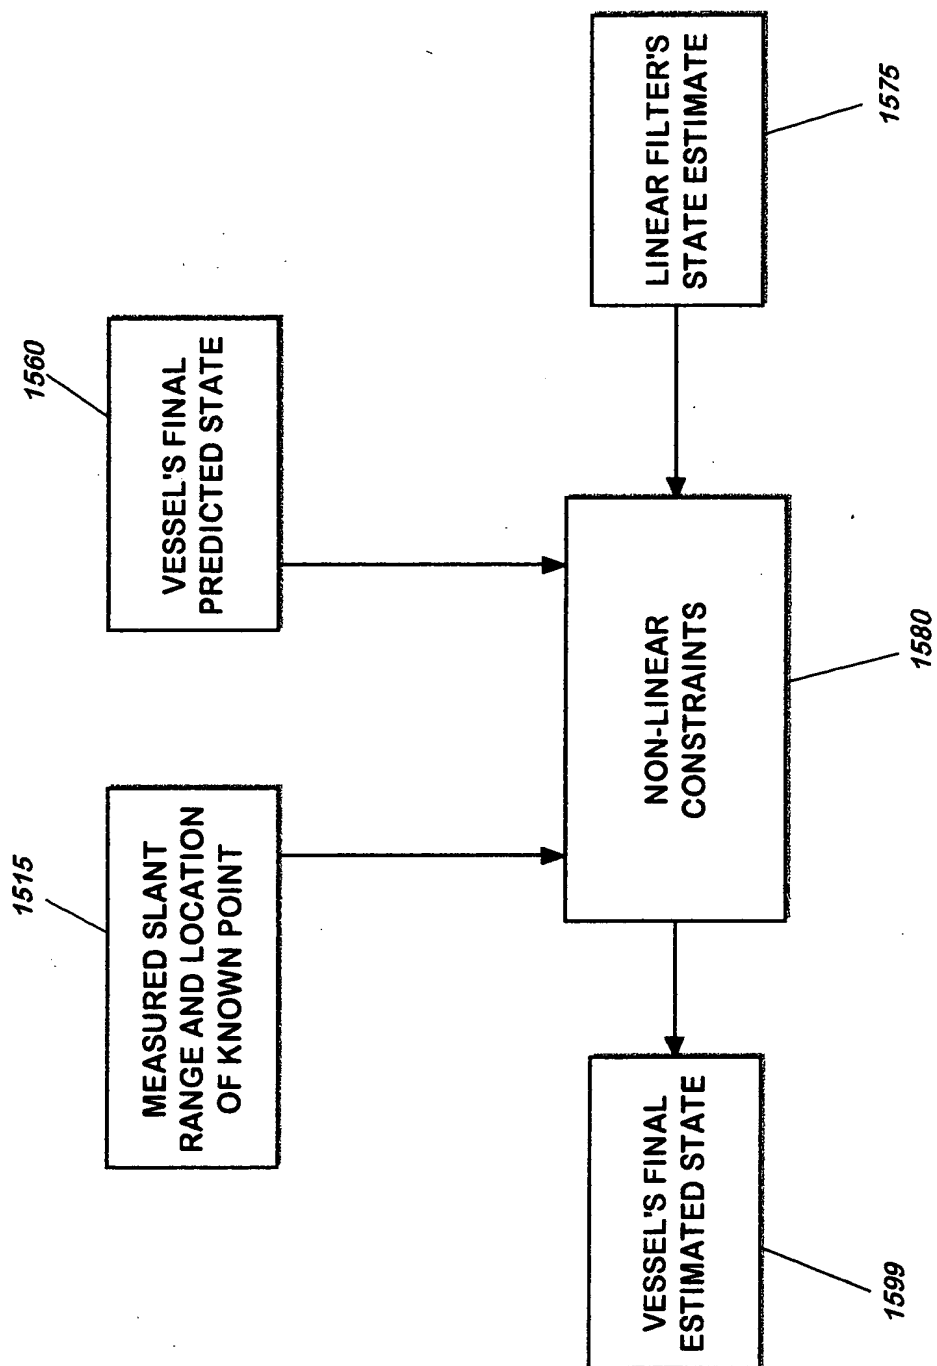 1515
MEASURED SLANT
RANGE AND LOCATION
OF KNOWN POINT
1560
VESSEL'S FINAL
PREDICTED STATE
1599
VESSEL'S FINAL
ESTIMATED STATE
NON-LINEAR
CONSTRAINTS
1580
LINEAR FILTER'S
STATE ESTIMATE
1575